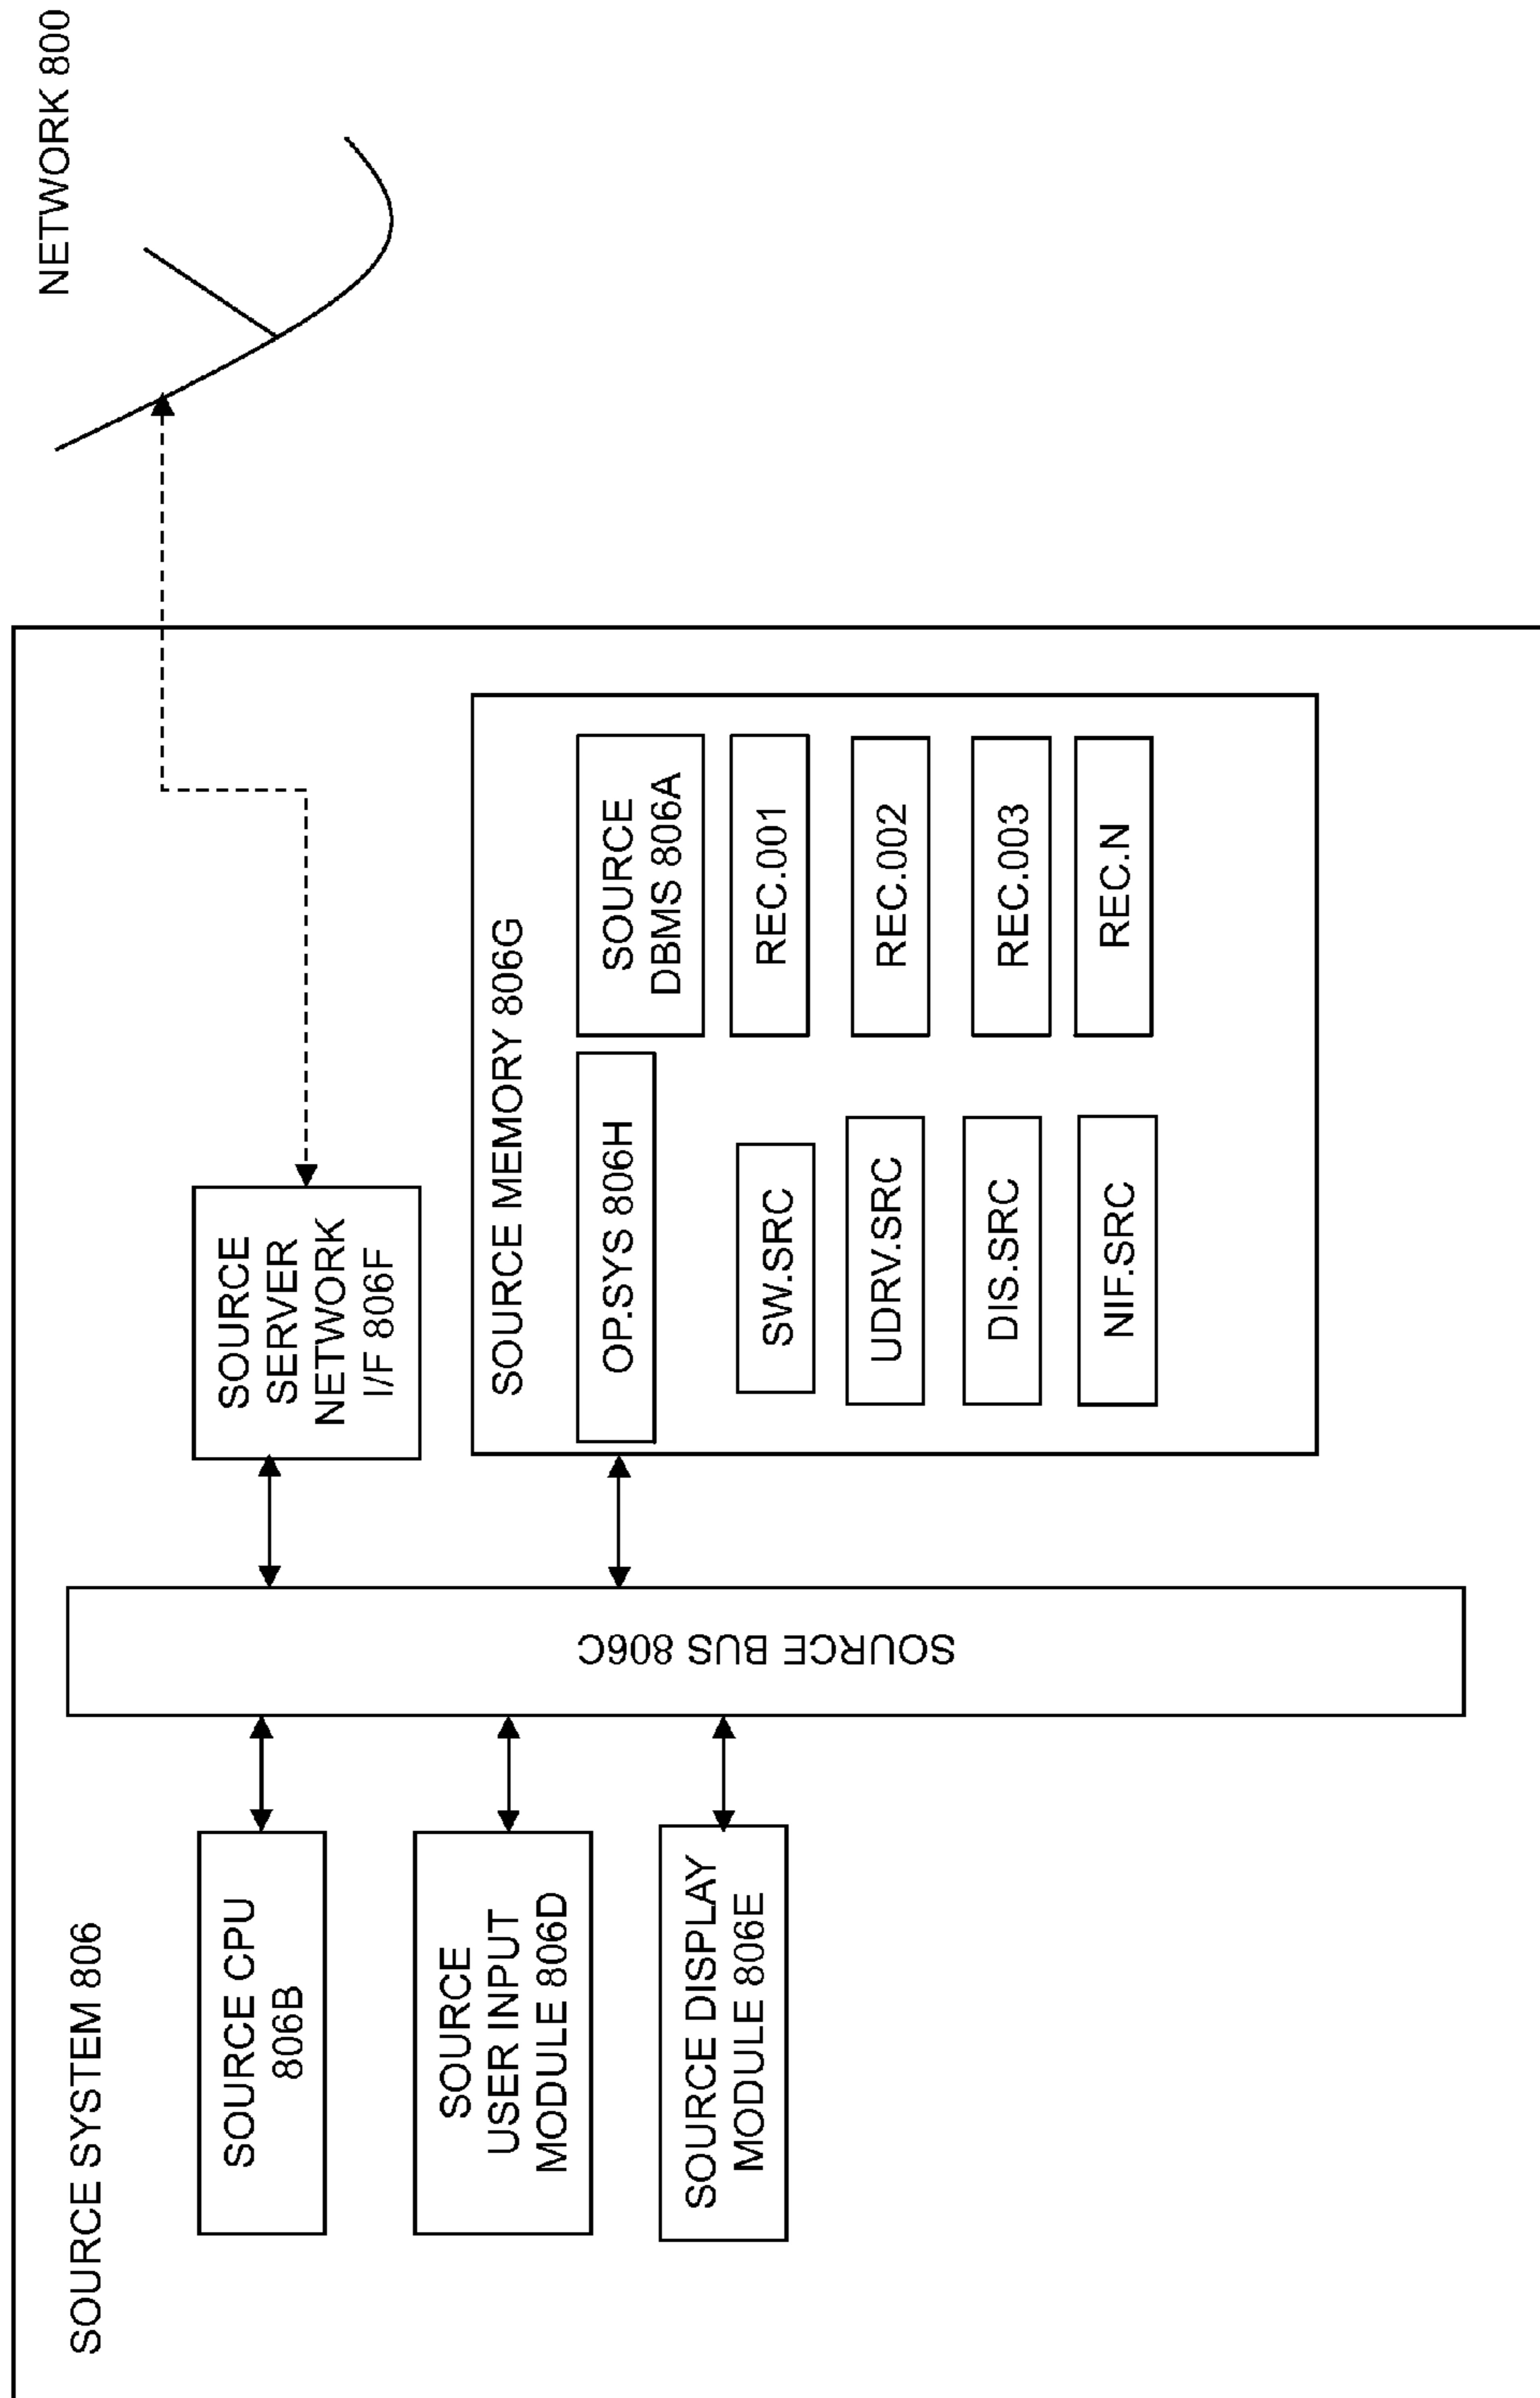 NETWORK 800
SOURCE SYSTEM 806
SOURCE CPU
806B
SOURCE
USER INPUT
MODULE 806D
SOURCE DISPLAY
MODULE 806E
SOURCE BUS 806C
SOURCE
SERVER
NETWORK
I/F 806F
SOURCE MEMORY 806G
OP.SYS 806H
SW.SRC
UDRV.SRC
DIS.SRC
NIF.SRC
SOURCE
DBMS 806A
REC.001
REC.002
REC.003
REC.N